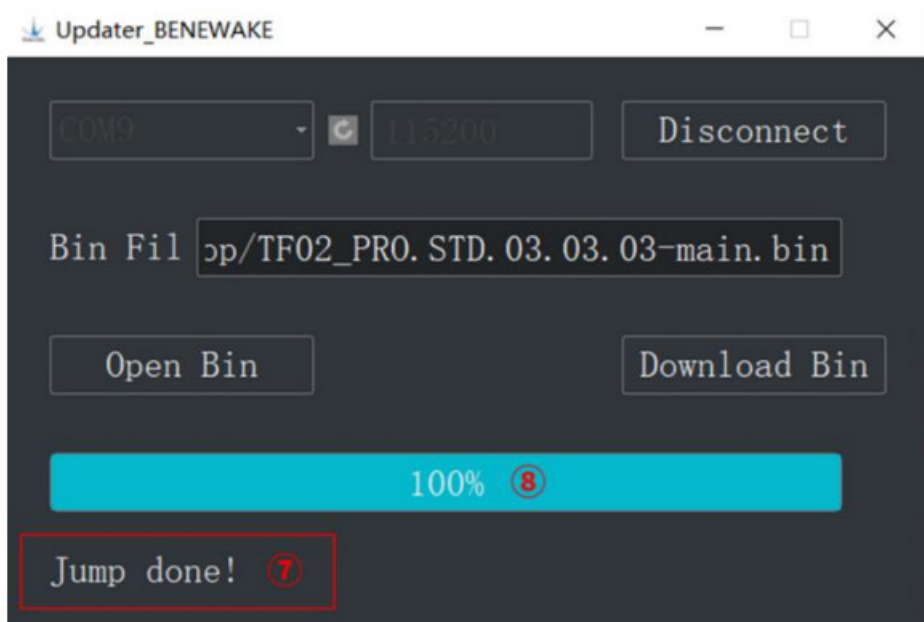 Updater_BENEWAKE
COM9 115200 Disconnect
Bin Fil op/TF02_PRO.STD.03.03.03-main.bin
Open Bin Download Bin
100% ⑧
Jump done! ⑦